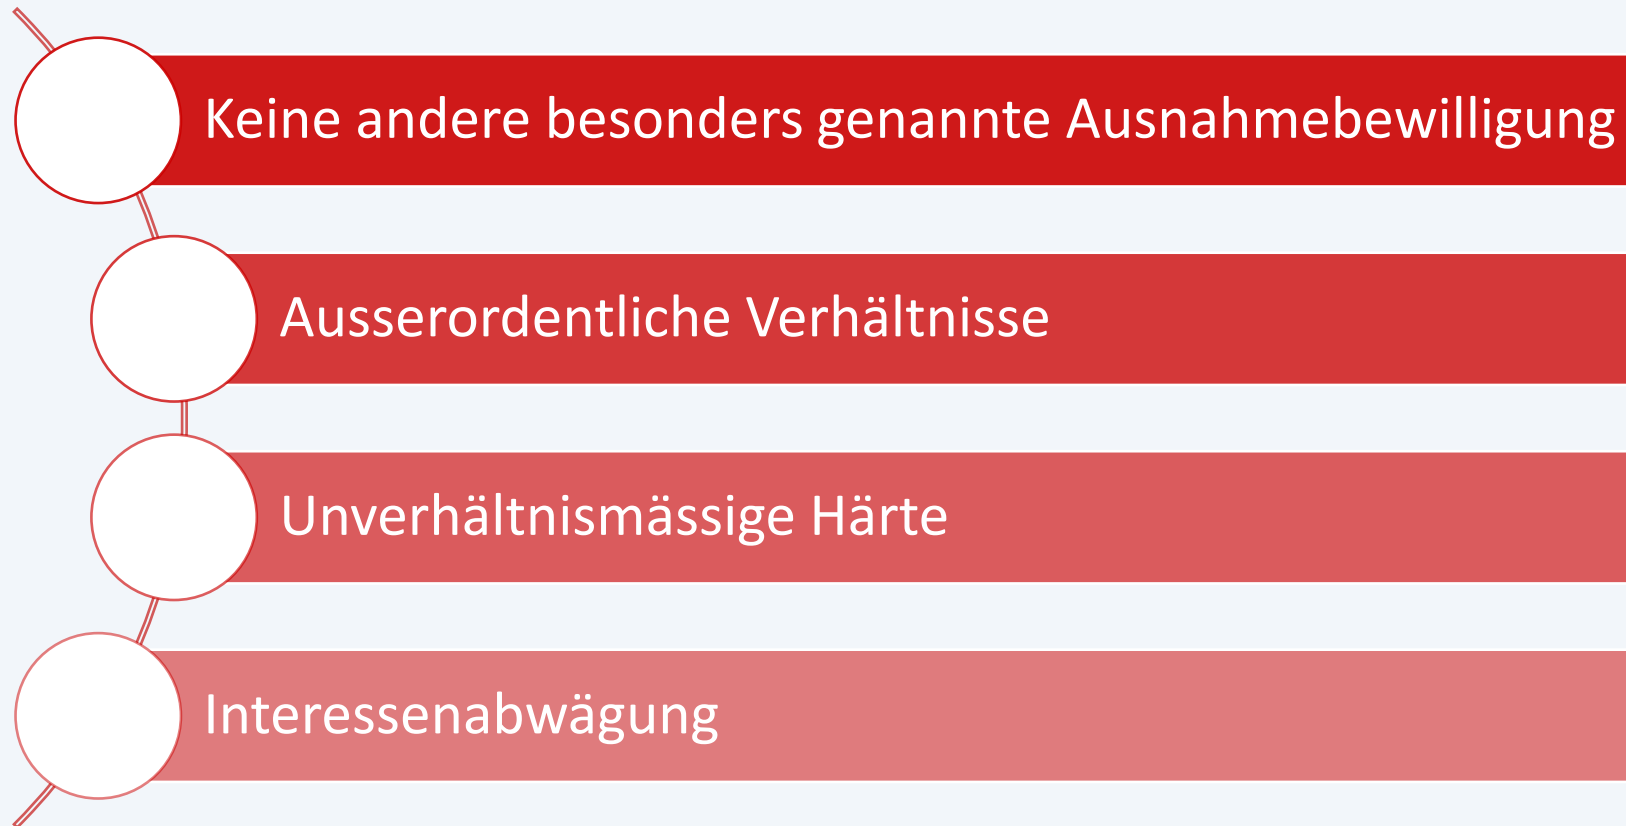 Keine andere besonders genannte Ausnahmebewilligung
Ausserordentliche Verhältnisse
Unverhältnismässige Härte
Interessenabwägung